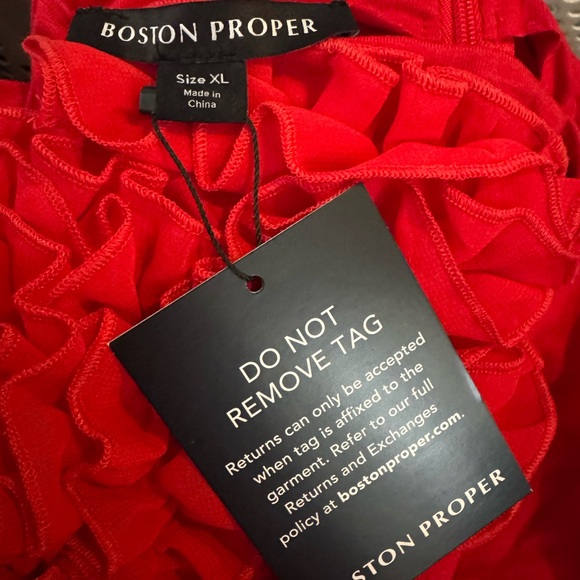 BOSTON PROPER
Size XL
Made in
China
DO NOT
REMOVE TAG
Returns can only be accepted
when tag is affixed to the
garment. Refer to our full
Returns and Exchanges
policy at bostonproper.com.
STON PROPER